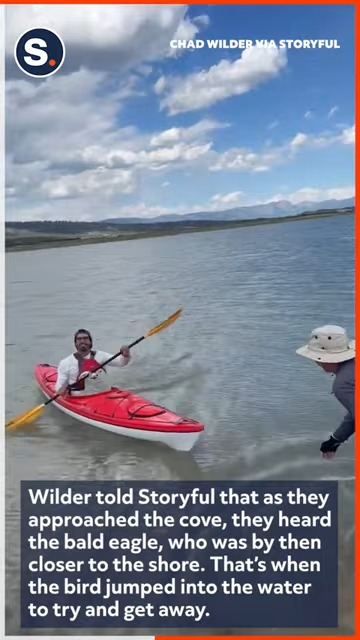 S.
CHAD WILDER VIA STORYFUL
Wilder told Storyful that as they
approached the cove, they heard
the bald eagle, who was by then
closer to the shore. That's when
the bird jumped into the water
to try and get away.